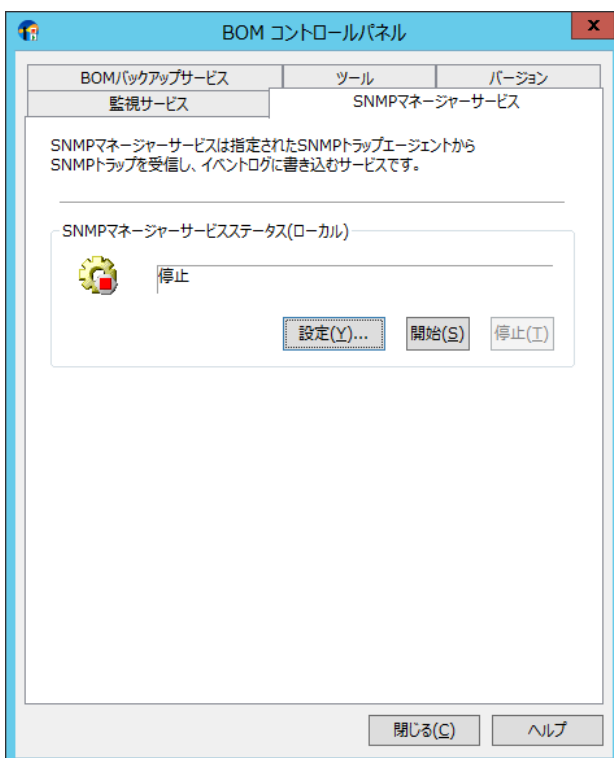 BOM コントロールパネル
x
BOMバックアップサービス
ツール
バージョン
監視サービス
SNMPマネージャーサービス
SNMPマネージャーサービスは指定されたSNMPトラップエージェントから
SNMPトラップを受信し、イベントログに書き込むサービスです。
SNMPマネージャーサービスステータス(ローカル)
停止
設定(Y)... 開始(S) 停止(T)
閉じる(C) ヘルプ